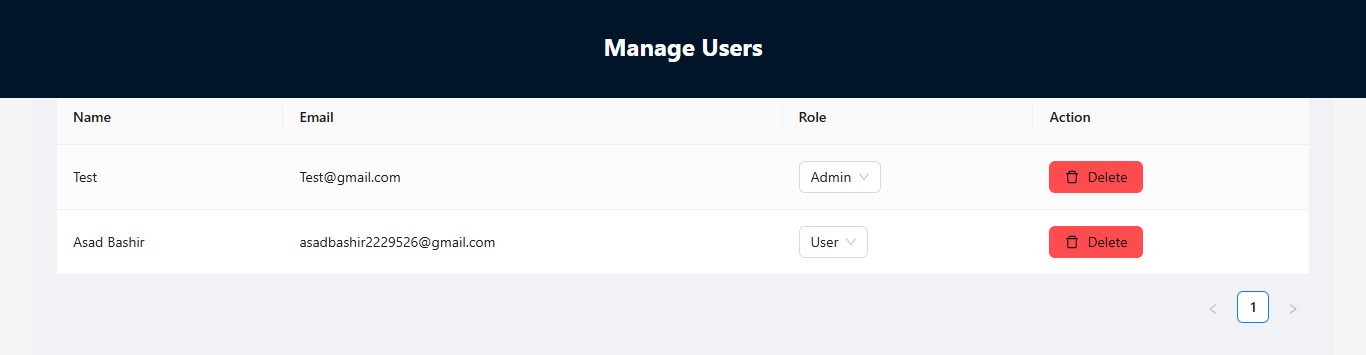 Manage Users
Name Email Role Action
Test Test@gmail.com Admin Delete
Asad Bashir asadbashir2229526@gmail.com User Delete
1